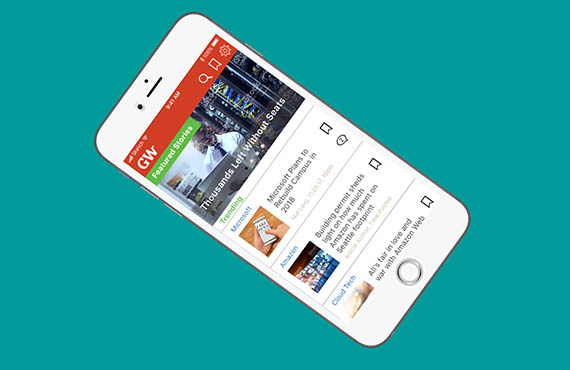 Sketch
9:41 AM
100%
GW
Featured Stories
Thousands Left Without Seats
Trending
Microsoft
Microsoft Plans to
Rebuild Campus in
2018
Amazon
Building permit sheds
light on how much
Amazon has spent on
Seattle footprint
Cloud Tech
All's fair in love and
war with Amazon Web